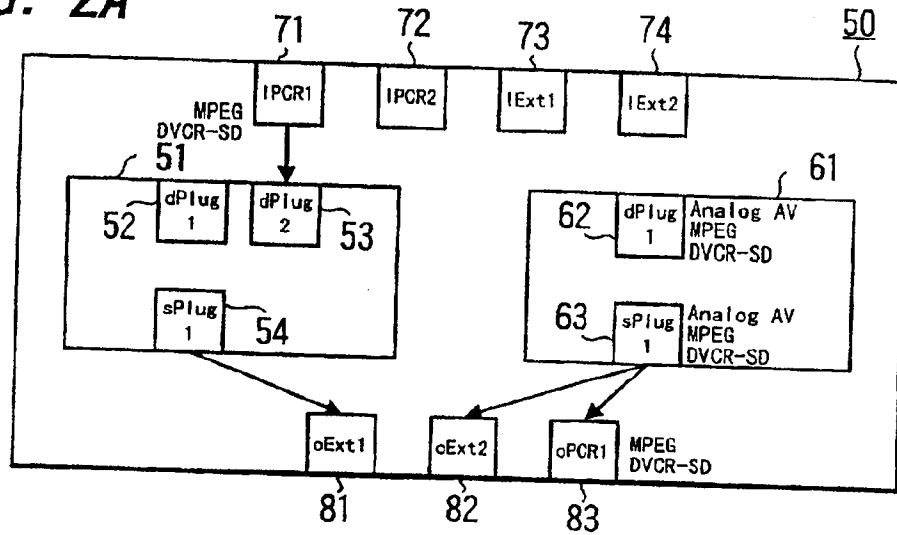 FIG. 2A
71
72
73
74
50
IPCR1
IPCR2
IExt1
IExt2
MPEG
DVCR-SD
51
61
52
dPlug
1
dPlug
2
53
62
dPlug
1
Analog AV
MPEG
DVCR-SD
sPlug
1
54
63
sPlug
1
Analog AV
MPEG
DVCR-SD
oExt1
oExt2
oPCR1
MPEG
DVCR-SD
81
82
83